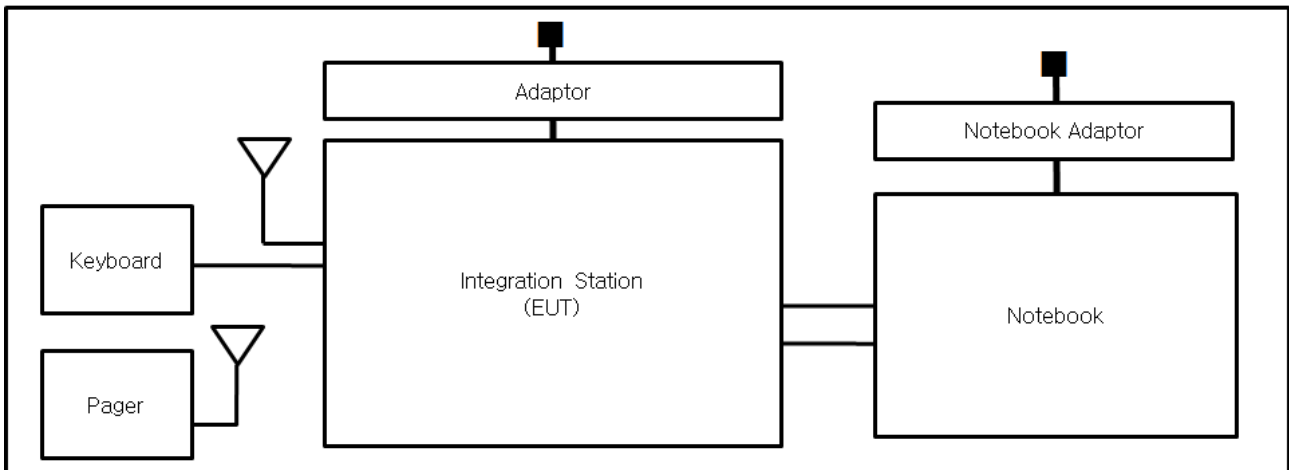 Adaptor
Notebook Adaptor
Keyboard
Integration Station
(EUT)
Notebook
Pager